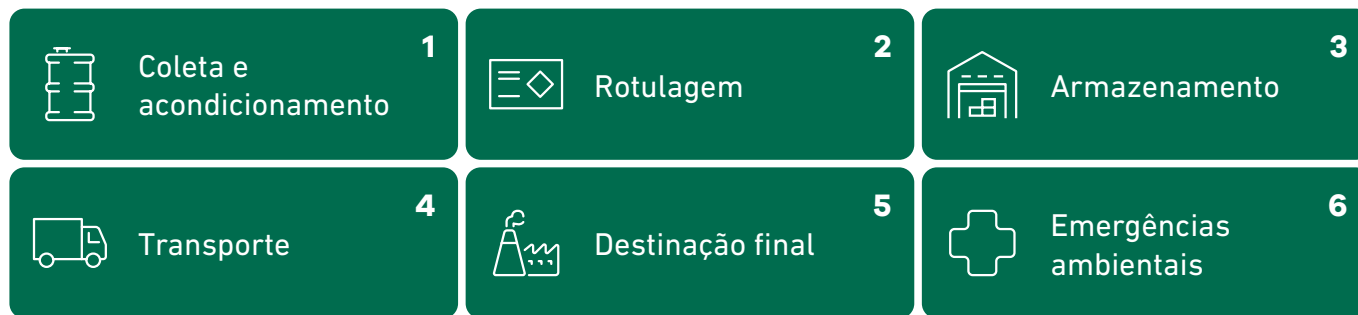 1
Coleta e
acondicionamento
2
Rotulagem
3
Armazenamento
4
Transporte
5
Destinação final
6
Emergências
ambientais